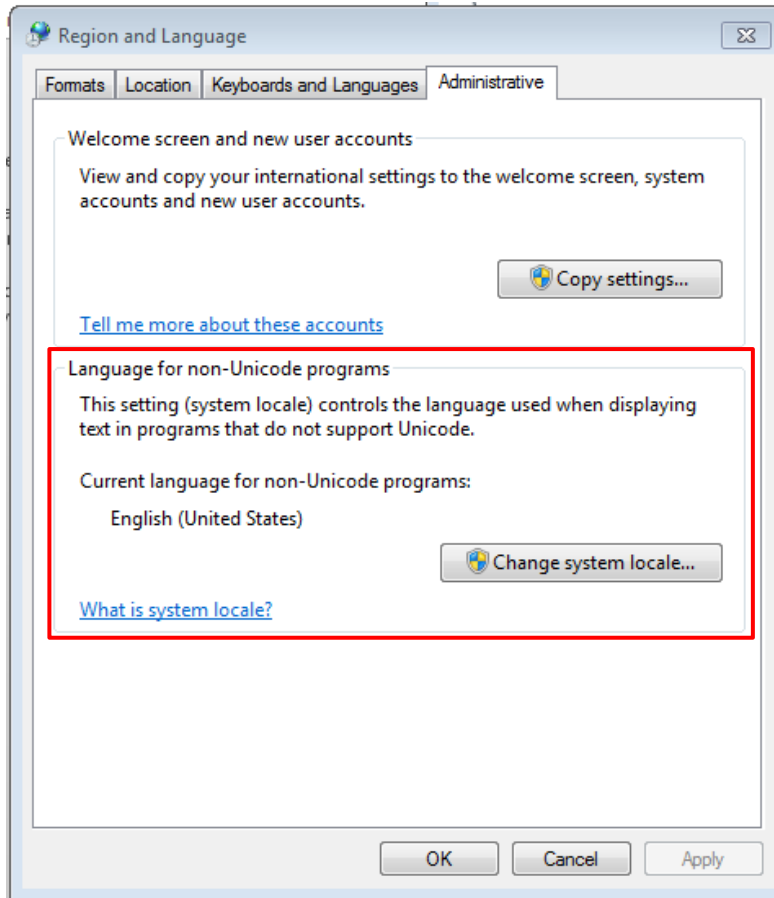 Region and Language
Formats Location Keyboards and Languages Administrative
Welcome screen and new user accounts
View and copy your international settings to the welcome screen, system
accounts and new user accounts.
Copy settings...
Tell me more about these accounts
Language for non-Unicode programs
This setting (system locale) controls the language used when displaying
text in programs that do not support Unicode.
Current language for non-Unicode programs:
English (United States)
Change system locale...
What is system locale?
OK Cancel Apply